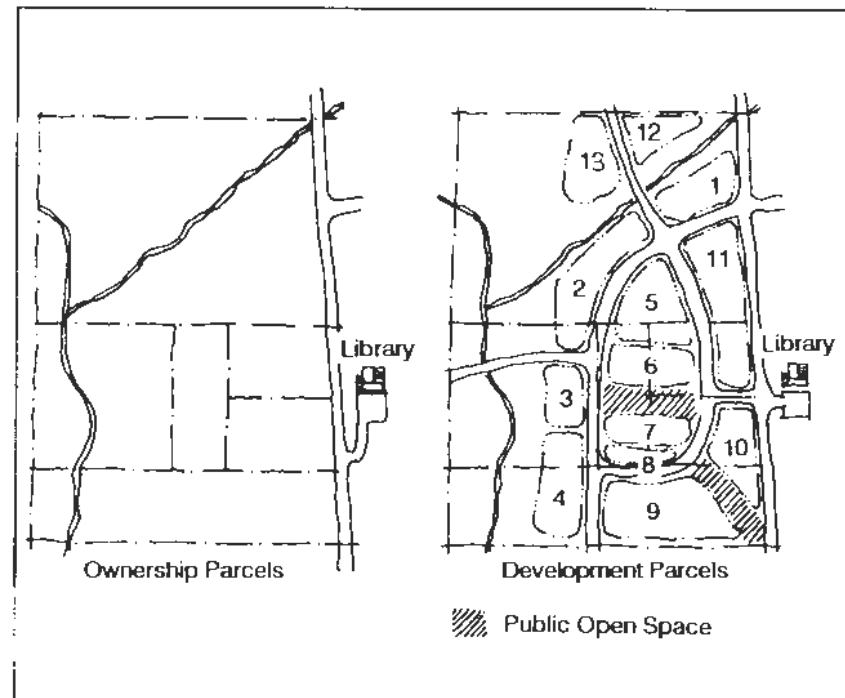 Library
Ownership Parcels
12
13
1
2
11
5
Library
6
3
7
10
8
4
9
Development Parcels
Public Open Space